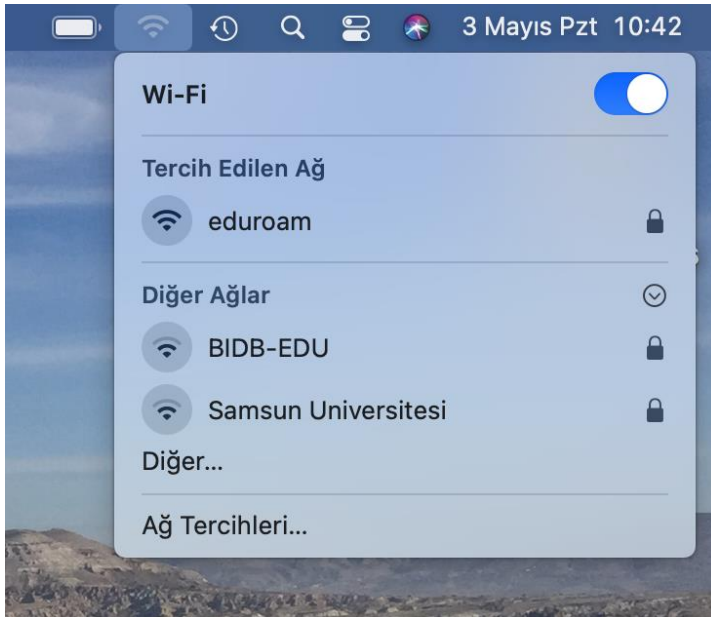 3 Mayıs Pzt 10:42
Wi-Fi
Tercih Edilen Ağ
eduroam
Diğer Ağlar
BIDB-EDU
Samsun Universitesi
Diğer...
Ağ Tercihleri...